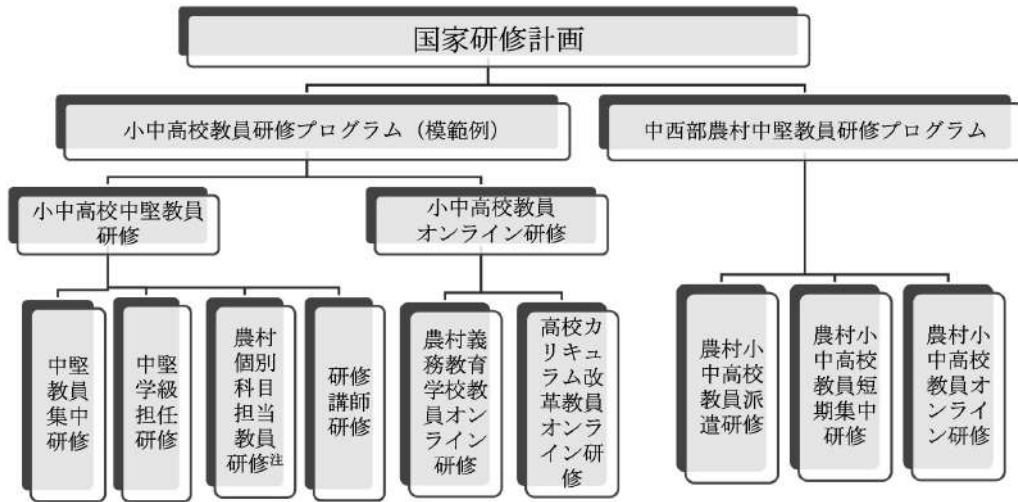 国家研修計画
小中高校教員研修プログラム（模範例）
中西部農村中堅教員研修プログラム
小中高校中堅教員
研修
小中高校教員
オンライン研修
中堅
教員
集中
研修
中堅
学級
担任
研修
農村
個別
科目
担当
教員
研修注
研修
講師
研修
農村義
務教育
学校教
員オン
ライン
研修
高校カ
リキュ
ラム改
革教員
オンラ
イン研
修
農村小
中高校
教員派
遣研修
農村小
中高校
教員短
期集中
研修
農村小
中高校
教員オ
ンライ
ン研修